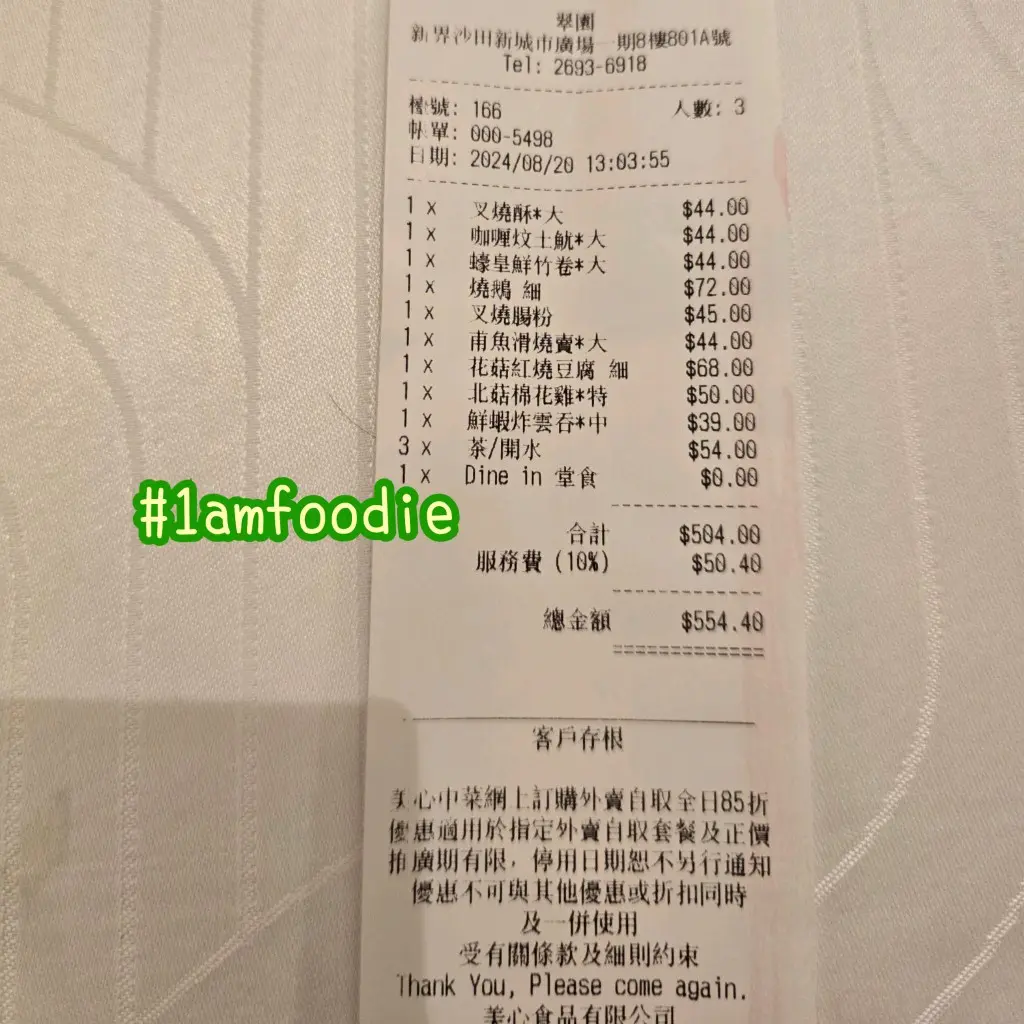 翠園
新界沙田新城市廣場一期8樓801A號
Tel: 2693-6918
檯號: 166 人數: 3
帳單: 000-5498
日期: 2024/08/20 13:03:55
1 x 叉燒酥*大 $44.00
1 x 咖喱炆土魷*大 $44.00
1 x 蠔皇鮮竹卷*大 $44.00
1 x 燒鵝 細 $72.00
1 x 叉燒腸粉 $45.00
1 x 甫魚滑燒賣*大 $44.00
1 x 花菇紅燒豆腐 細 $68.00
1 x 北菇棉花雞*特 $50.00
1 x 鮮蝦炸雲吞*中 $39.00
3 x 茶/開水 $54.00
1 x Dine in 堂食 $0.00
#1amfoodie
合計 $504.00
服務費 (10%) $50.40
總金額 $554.40
客戶存根
美心中菜網上訂購外賣自取全日85折
優惠適用於指定外賣自取套餐及正價
推廣期有限，停用日期恕不另行通知
優惠不可與其他優惠或折扣同時
及一併使用
受有關條款及細則約束
Thank You, Please come again.
美心食品有限公司